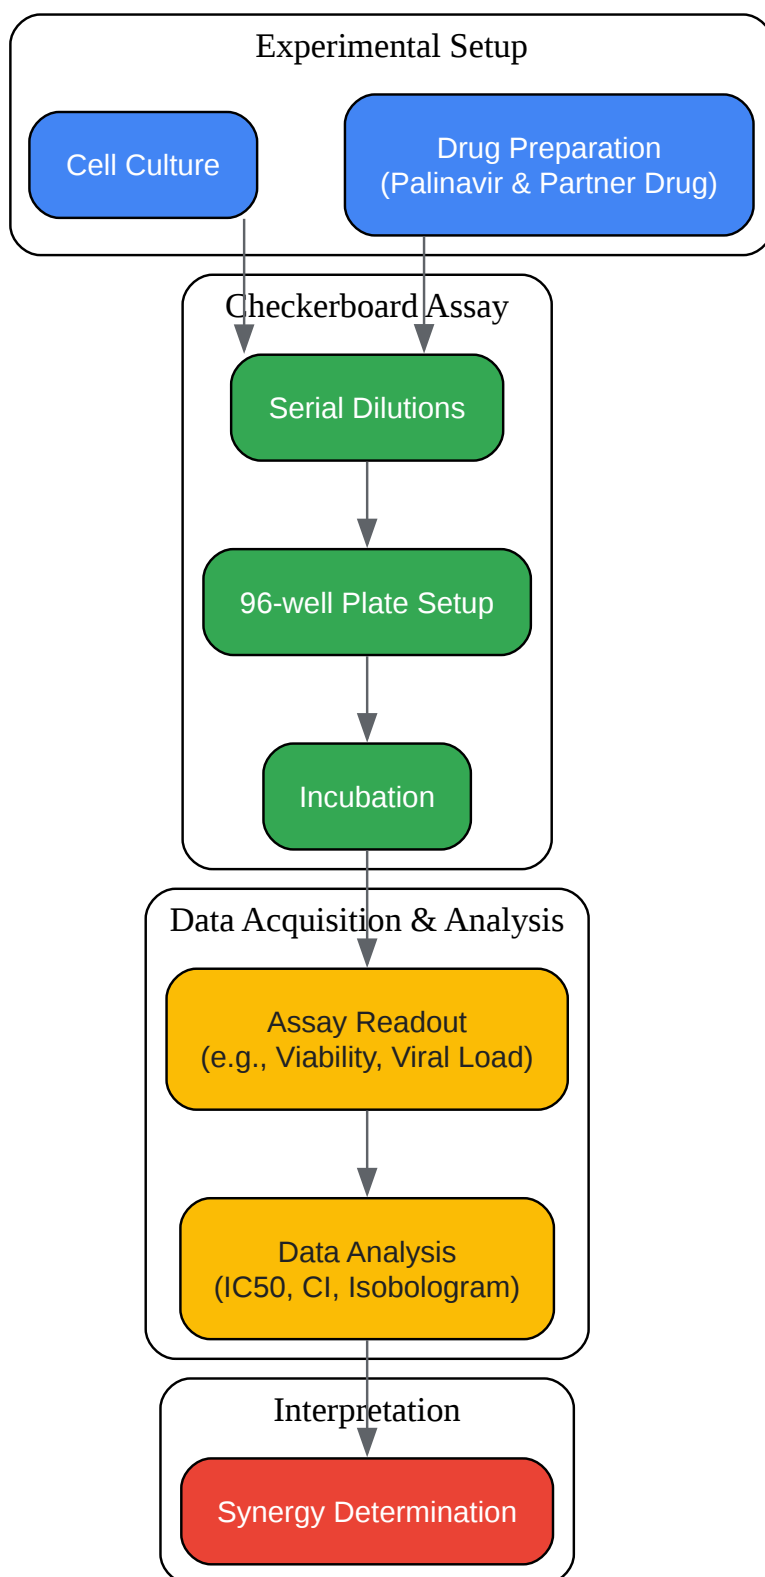 Experimental Setup
Cell Culture
Drug Preparation
(Palinavir & Partner Drug)
Checkerboard Assay
Serial Dilutions
96-well Plate Setup
Incubation
Data Acquisition & Analysis
Assay Readout
(e.g., Viability, Viral Load)
Data Analysis
(IC50, CI, Isobologram)
Interpretation
Synergy Determination